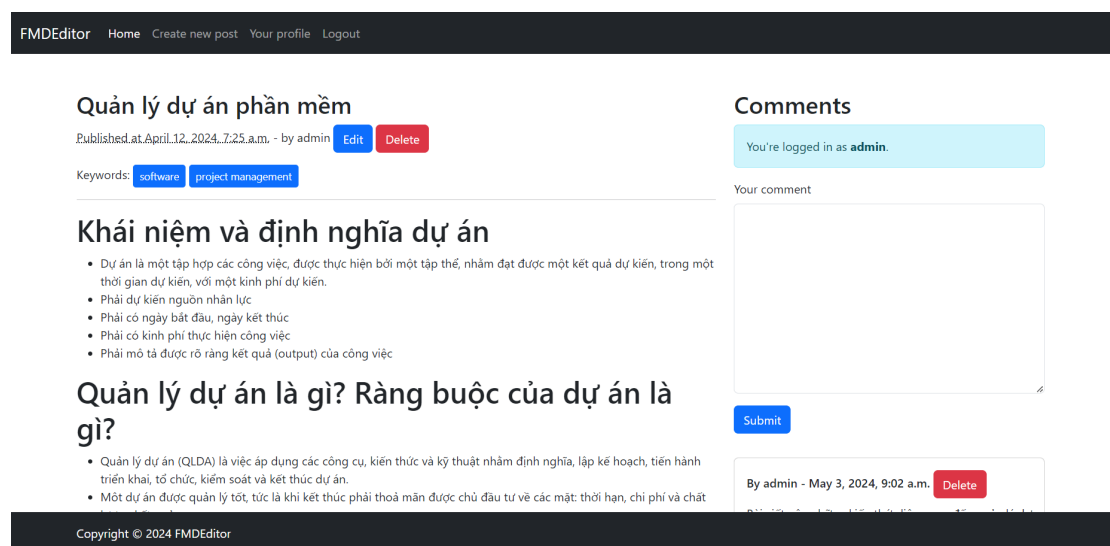 FMDEditor Home Create new post Your profile Logout
Quản lý dự án phần mềm
Published at April 12, 2024, 7:25 a.m. - by admin Edit Delete
Keywords: software project management
Khái niệm và định nghĩa dự án
Dự án là một tập hợp các công việc, được thực hiện bởi một tập thể, nhằm đạt được một kết quả dự kiến, trong một
thời gian dự kiến, với một kinh phí dự kiến.
Phải dự kiến nguồn nhân lực
Phải có ngày bắt đầu, ngày kết thúc
Phải có kinh phí thực hiện công việc
Phải mô tả được rõ ràng kết quả (output) của công việc
Quản lý dự án là gì? Ràng buộc của dự án là
gì?
Quản lý dự án (QLDA) là việc áp dụng các công cụ, kiến thức và kỹ thuật nhằm định nghĩa, lập kế hoạch, tiến hành
triển khai, tổ chức, kiểm soát và kết thúc dự án.
Một dự án được quản lý tốt, tức là khi kết thúc phải thoả mãn được chủ đầu tư về các mặt: thời hạn, chi phí và chất
Comments
You're logged in as admin.
Your comment
Submit
By admin - May 3, 2024, 9:02 a.m. Delete
Copyright © 2024 FMDEditor